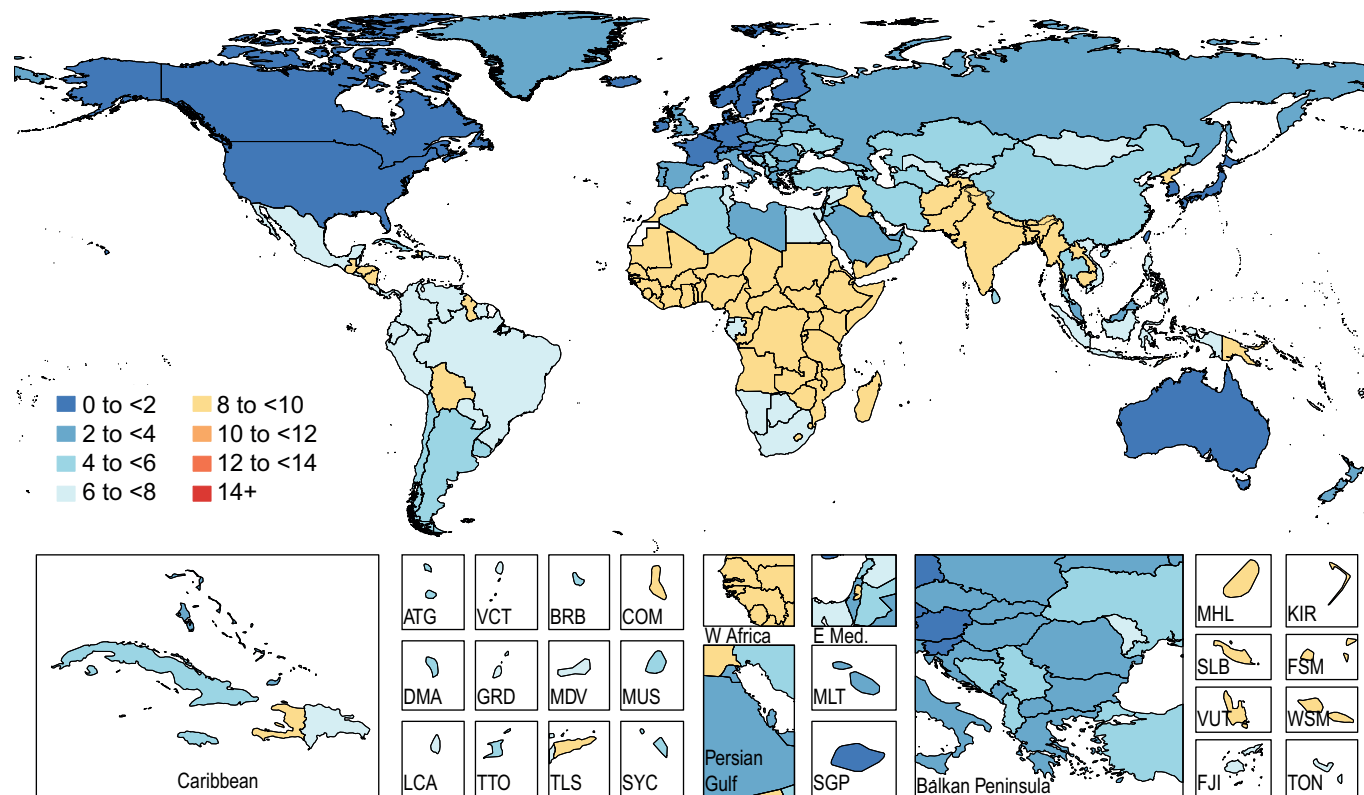 0 to <2
2 to <4
4 to <6
6 to <8
8 to <10
10 to <12
12 to <14
14+
Caribbean
ATG
VCT
BRB
COM
DMA
GRD
MDV
MUS
LCA
TTO
TLS
SYC
W Africa
E Med.
Persian
Gulf
MLT
SGP
Balkan Peninsula
MHL
KIR
SLB
FSM
VUT
WSM
FJI
TON